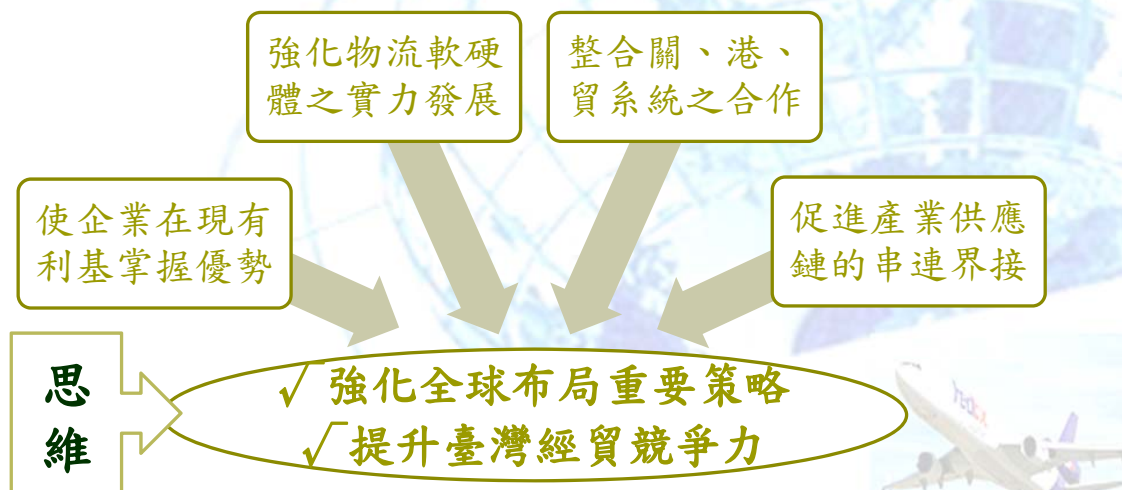 強化物流軟硬
體之實力發展
整合關、港、
貿系統之合作
使企業在現有
利基掌握優勢
促進產業供應
鏈的串連界接
思
維
√ 強化全球布局重要策略
√提升臺灣經貿競爭力
FedEx